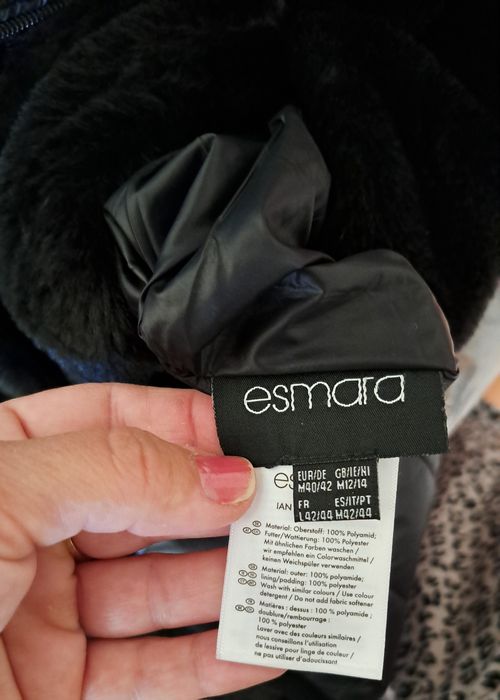 esmara
EUR/DE GB/IE/NI
M40/42 M12/14
FR ES/IT/PT
L42/44 M42/44
es
IAN
Material: Oberstoff: 100% Polyamid;
Futter/Wattierung: 100% Polyester
Mit ähnlichen Farben waschen /
wir empfehlen ein Colorwaschmittel /
keinen Weichspüler verwenden
Material: outer: 100% polyamide;
lining/padding: 100% polyester
Wash with similar colours / Use colour
detergent / Do not add fabric softener
Matières : dessus : 100 % polyamide ;
doublure/rembourrage :
100 % polyester
Laver avec des couleurs similaires /
de lessive pour linge de couleur /
ne pas utiliser d'adoucissant